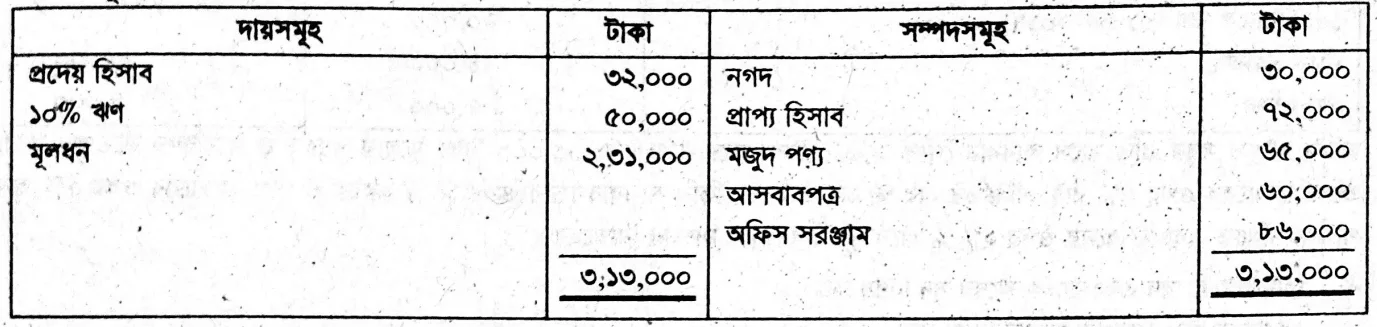 দায়সমূহ টাকা সম্পদসমূহ টাকা
প্রদেয় হিসাব ৩২,০০০ নগদ ৩০,০০০
১০% ঋণ ৫০,০০০ প্রাপ্য হিসাব ৭২,০০০
মূলধন ২,৩১,০০০ মজুদ পণ্য ৬৫,০০০
আসবাবপত্র ৬০,০০০
অফিস সরঞ্জাম ৮৬,০০০
৩,১৩,০০০ ৩,১৩,০০০